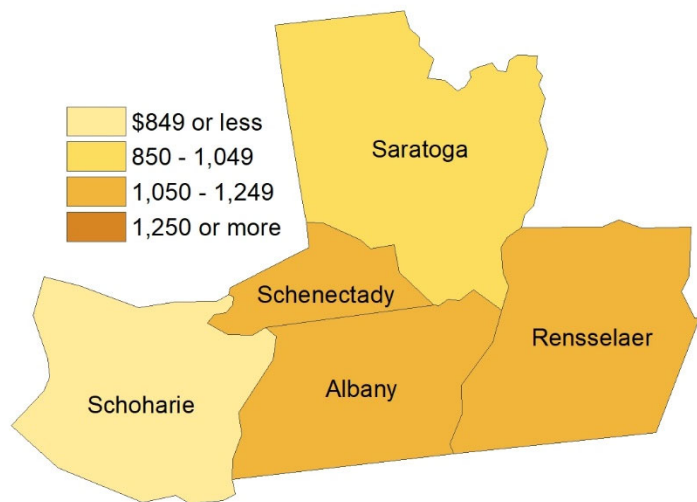 $849 or less
850 - 1,049
1,050 - 1,249
1,250 or more
Saratoga
Schenectady
Rensselaer
Albany
Schoharie